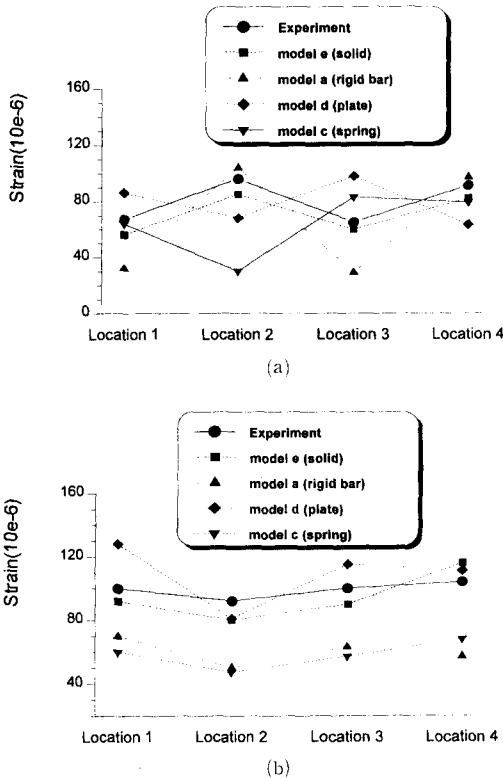 Experiment
model e (solid)
model a (rigid bar)
model d (plate)
model c (spring)
Strain(10e-6)
160
120
80
40
0
Location 1 Location 2 Location 3 Location 4
(a)
Experiment
model e (solid)
model a (rigid bar)
model d (plate)
model c (spring)
Strain(10e-6)
160
120
80
40
Location 1 Location 2 Location 3 Location 4
(b)